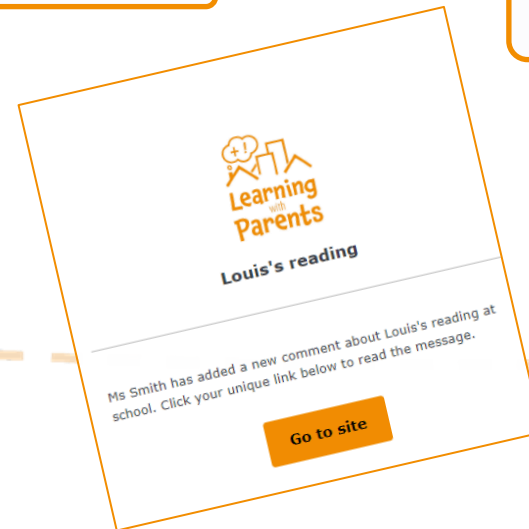 +!
Learning
with
Parents
Louis's reading
Ms Smith has added a new comment about Louis's reading at
school. Click your unique link below to read the message.
Go to site